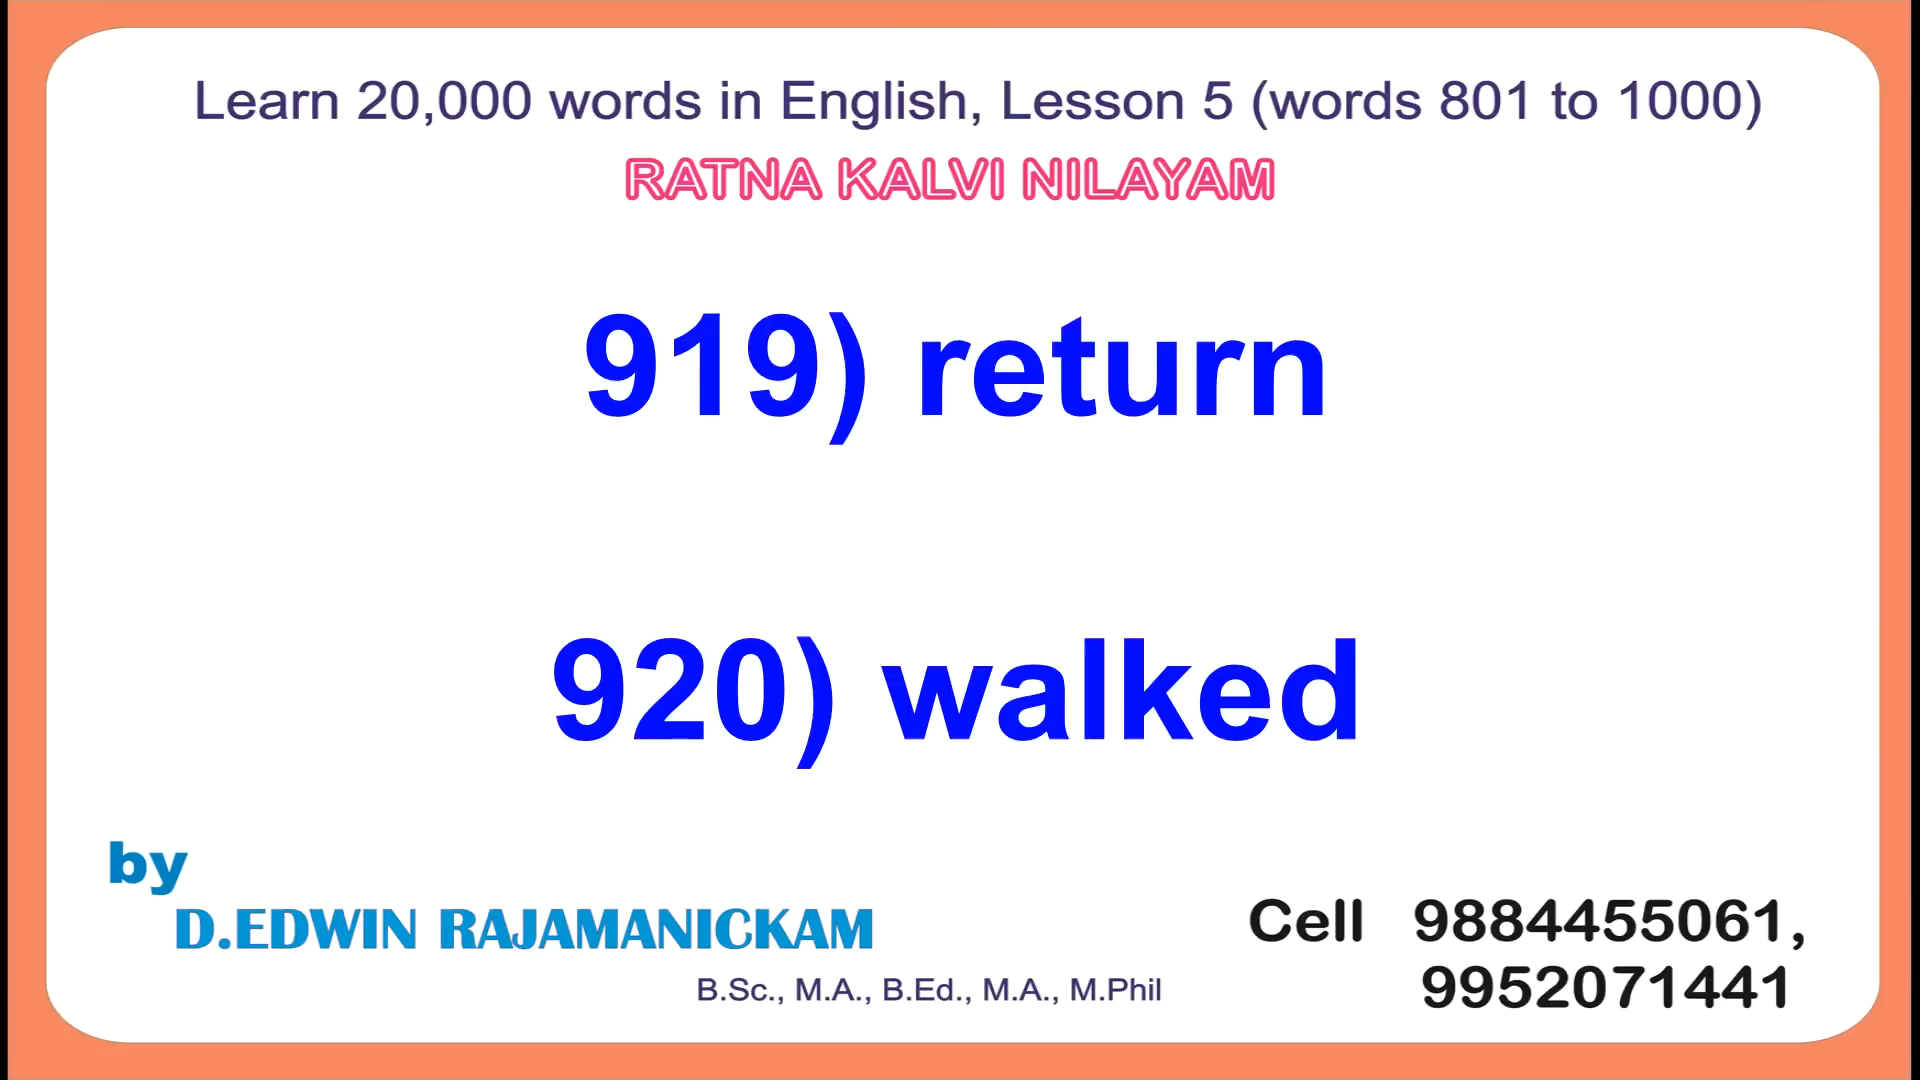 Learn 20,000 words in English, Lesson 5 (words 801 to 1000)
RATNA KALVI NILAYAM
919) return
920) walked
by
D.EDWIN RAJAMANICKAM
B.Sc., M.A., B.Ed., M.A., M.Phil
Cell 9884455061,
9952071441